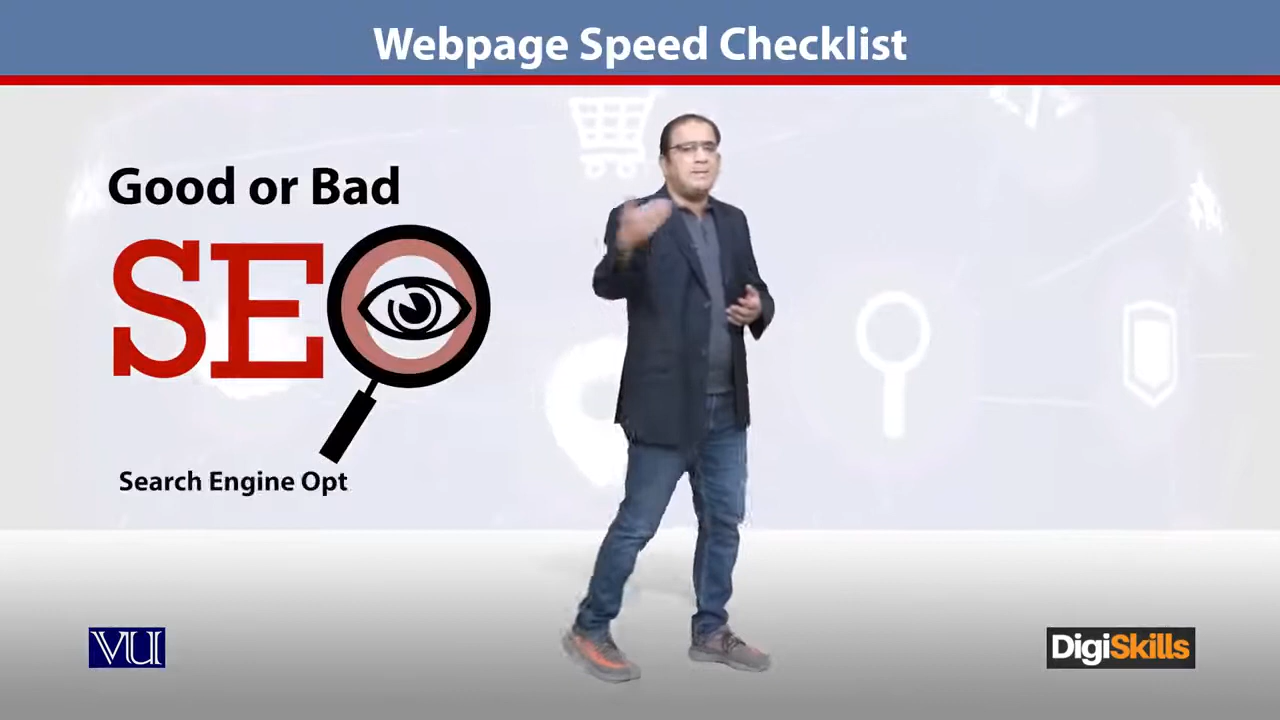 Webpage Speed Checklist
Good or Bad
SEO
Search Engine Opt
VU
DigiSkills